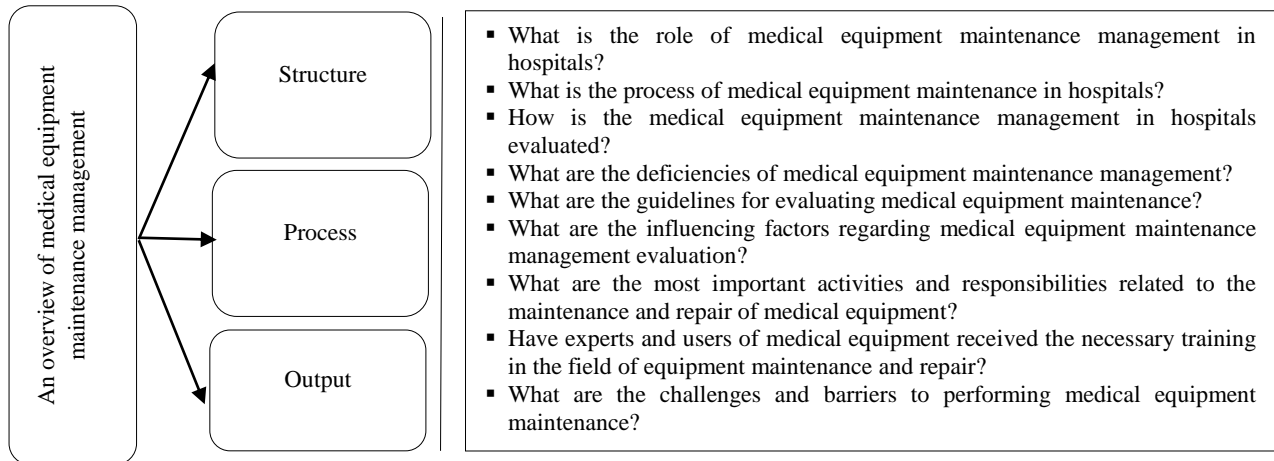 An overview of medical equipment
maintenance management
Structure
Process
Output
▪ What is the role of medical equipment maintenance management in
hospitals?
▪ What is the process of medical equipment maintenance in hospitals?
▪ How is the medical equipment maintenance management in hospitals
evaluated?
▪ What are the deficiencies of medical equipment maintenance management?
▪ What are the guidelines for evaluating medical equipment maintenance?
▪ What are the influencing factors regarding medical equipment maintenance
management evaluation?
▪ What are the most important activities and responsibilities related to the
maintenance and repair of medical equipment?
▪ Have experts and users of medical equipment received the necessary training
in the field of equipment maintenance and repair?
▪ What are the challenges and barriers to performing medical equipment
maintenance?